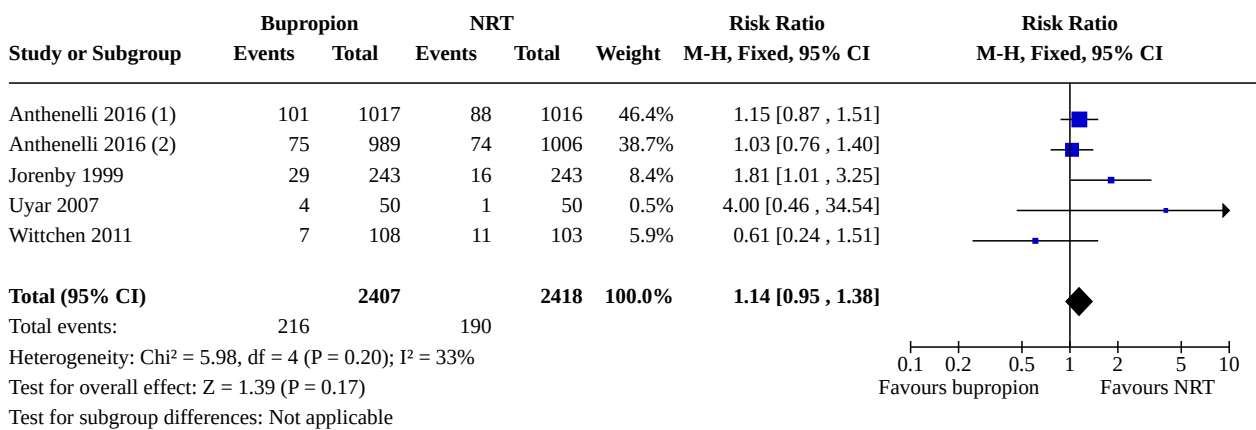 Bupropion NRT Risk Ratio Risk Ratio
Study or Subgroup Events Total Events Total Weight M-H, Fixed, 95% CI M-H, Fixed, 95% CI
Anthenelli 2016 (1) 101 1017 88 1016 46.4% 1.15 [0.87 , 1.51]
Anthenelli 2016 (2) 75 989 74 1006 38.7% 1.03 [0.76 , 1.40]
Jorenby 1999 29 243 16 243 8.4% 1.81 [1.01 , 3.25]
Uyar 2007 4 50 1 50 0.5% 4.00 [0.46 , 34.54]
Wittchen 2011 7 108 11 103 5.9% 0.61 [0.24 , 1.51]
Total (95% CI) 2407 2418 100.0% 1.14 [0.95 , 1.38]
Total events: 216 190
Heterogeneity: Chi² = 5.98, df = 4 (P = 0.20); I² = 33%
0.1 0.2 0.5 1 2 5 10
Test for overall effect: Z = 1.39 (P = 0.17) Favours bupropion Favours NRT
Test for subgroup differences: Not applicable